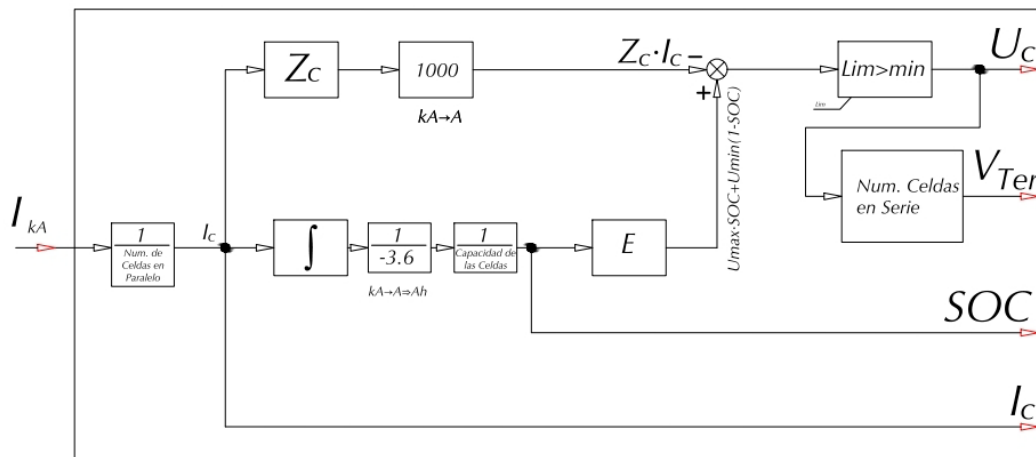 U_c
Z_C
1000
Z_c·I_c
−
Lim>min
kA→A
Lim
+
Umax·SOC+Umin(1-SOC)
Num. Celdas
en Serie
V_Ter
I_kA
1
Num. de
Celdas en
Paralelo
I_c
∫
1
-3.6
1
Capacidad de
las Celdas
E
kA→A⇒Ah
SOC
I_c